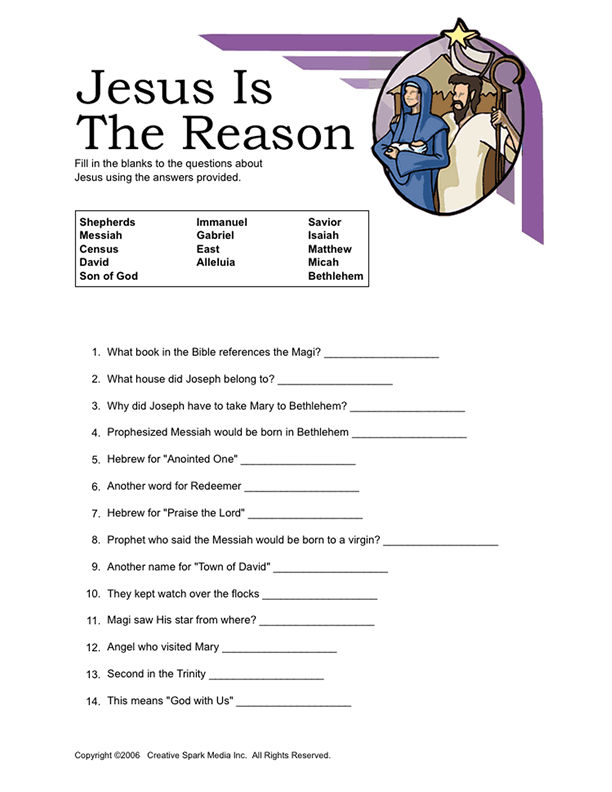 Jesus Is
The Reason
Fill in the blanks to the questions about
Jesus using the answers provided.
Shepherds Immanuel Savior
Messiah Gabriel Isaiah
Census East Matthew
David Alleluia Micah
Son of God Bethlehem
1. What book in the Bible references the Magi? ___________________
2. What house did Joseph belong to? ___________________
3. Why did Joseph have to take Mary to Bethlehem? ___________________
4. Prophesized Messiah would be born in Bethlehem ___________________
5. Hebrew for "Anointed One" ___________________
6. Another word for Redeemer ___________________
7. Hebrew for "Praise the Lord" ___________________
8. Prophet who said the Messiah would be born to a virgin? ___________________
9. Another name for "Town of David" ___________________
10. They kept watch over the flocks ___________________
11. Magi saw His star from where? ___________________
12. Angel who visited Mary ___________________
13. Second in the Trinity ___________________
14. This means "God with Us" ___________________
Copyright ©2006 Creative Spark Media Inc. All Rights Reserved.